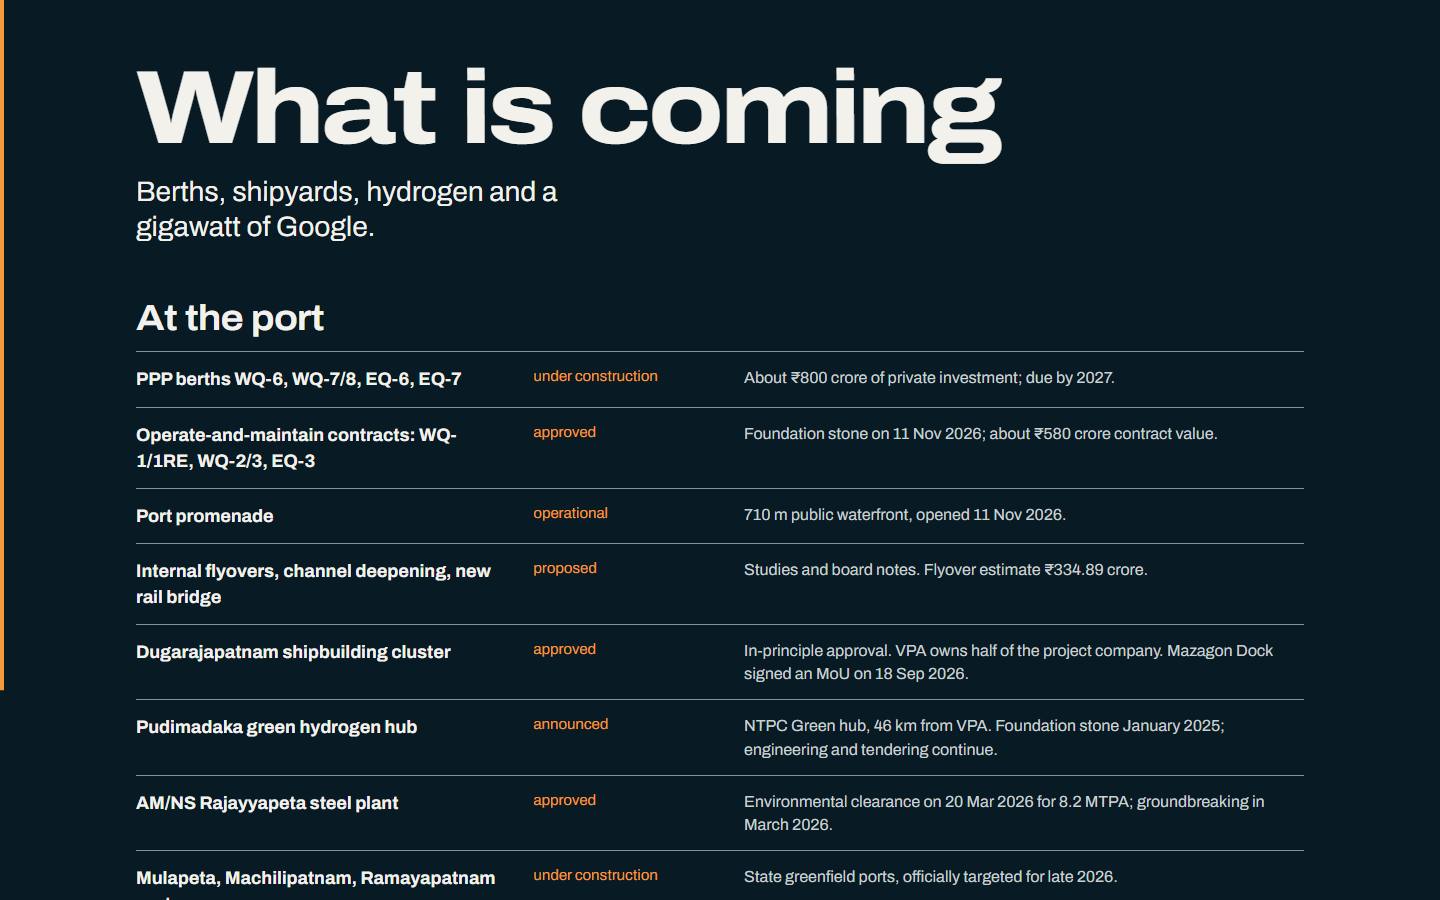 What is coming
Berths, shipyards, hydrogen and a
gigawatt of Google.
At the port
PPP berths WQ-6, WQ-7/8, EQ-6, EQ-7
under construction
About ₹800 crore of private investment; due by 2027.
Operate-and-maintain contracts: WQ-
1/1RE, WQ-2/3, EQ-3
approved
Foundation stone on 11 Nov 2026; about ₹580 crore contract value.
Port promenade
operational
710 m public waterfront, opened 11 Nov 2026.
Internal flyovers, channel deepening, new
rail bridge
proposed
Studies and board notes. Flyover estimate ₹334.89 crore.
Dugarajapatnam shipbuilding cluster
approved
In-principle approval. VPA owns half of the project company. Mazagon Dock
signed an MoU on 18 Sep 2026.
Pudimadaka green hydrogen hub
announced
NTPC Green hub, 46 km from VPA. Foundation stone January 2025;
engineering and tendering continue.
AM/NS Rajayyapeta steel plant
approved
Environmental clearance on 20 Mar 2026 for 8.2 MTPA; groundbreaking in
March 2026.
Mulapeta, Machilipatnam, Ramayapatnam
under construction
State greenfield ports, officially targeted for late 2026.